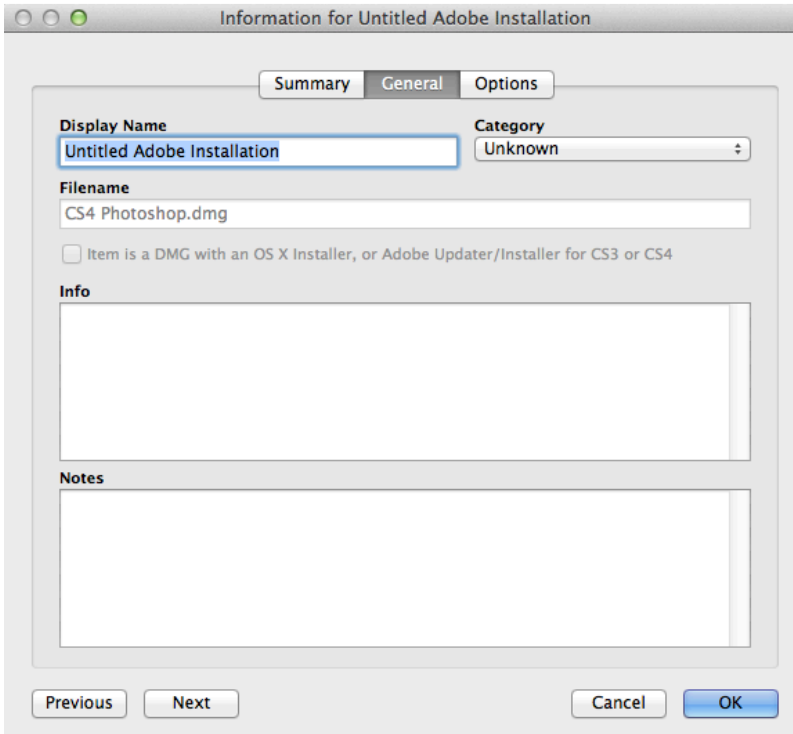 Information for Untitled Adobe Installation
Summary General Options
Display Name Category
Untitled Adobe Installation Unknown
Filename
CS4 Photoshop.dmg
Item is a DMG with an OS X Installer, or Adobe Updater/Installer for CS3 or CS4
Info
Notes
Previous Next Cancel OK